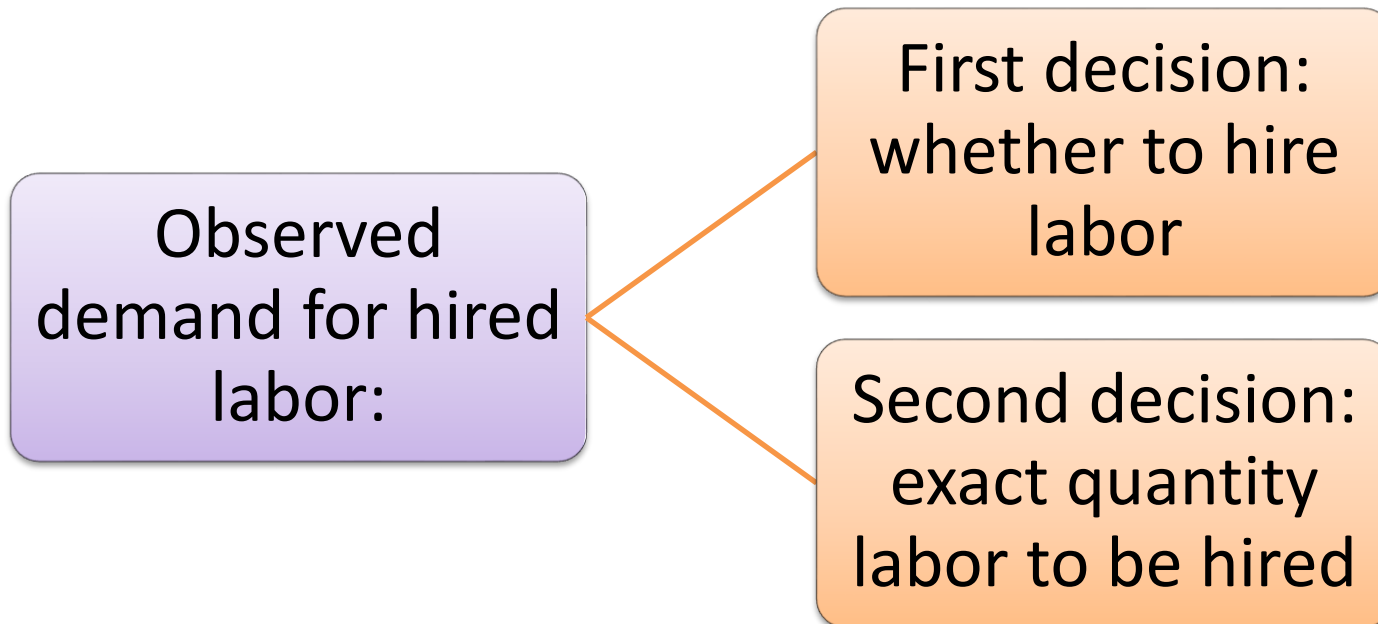 Observed
demand for hired
labor:
First decision:
whether to hire
labor
Second decision:
exact quantity
labor to be hired